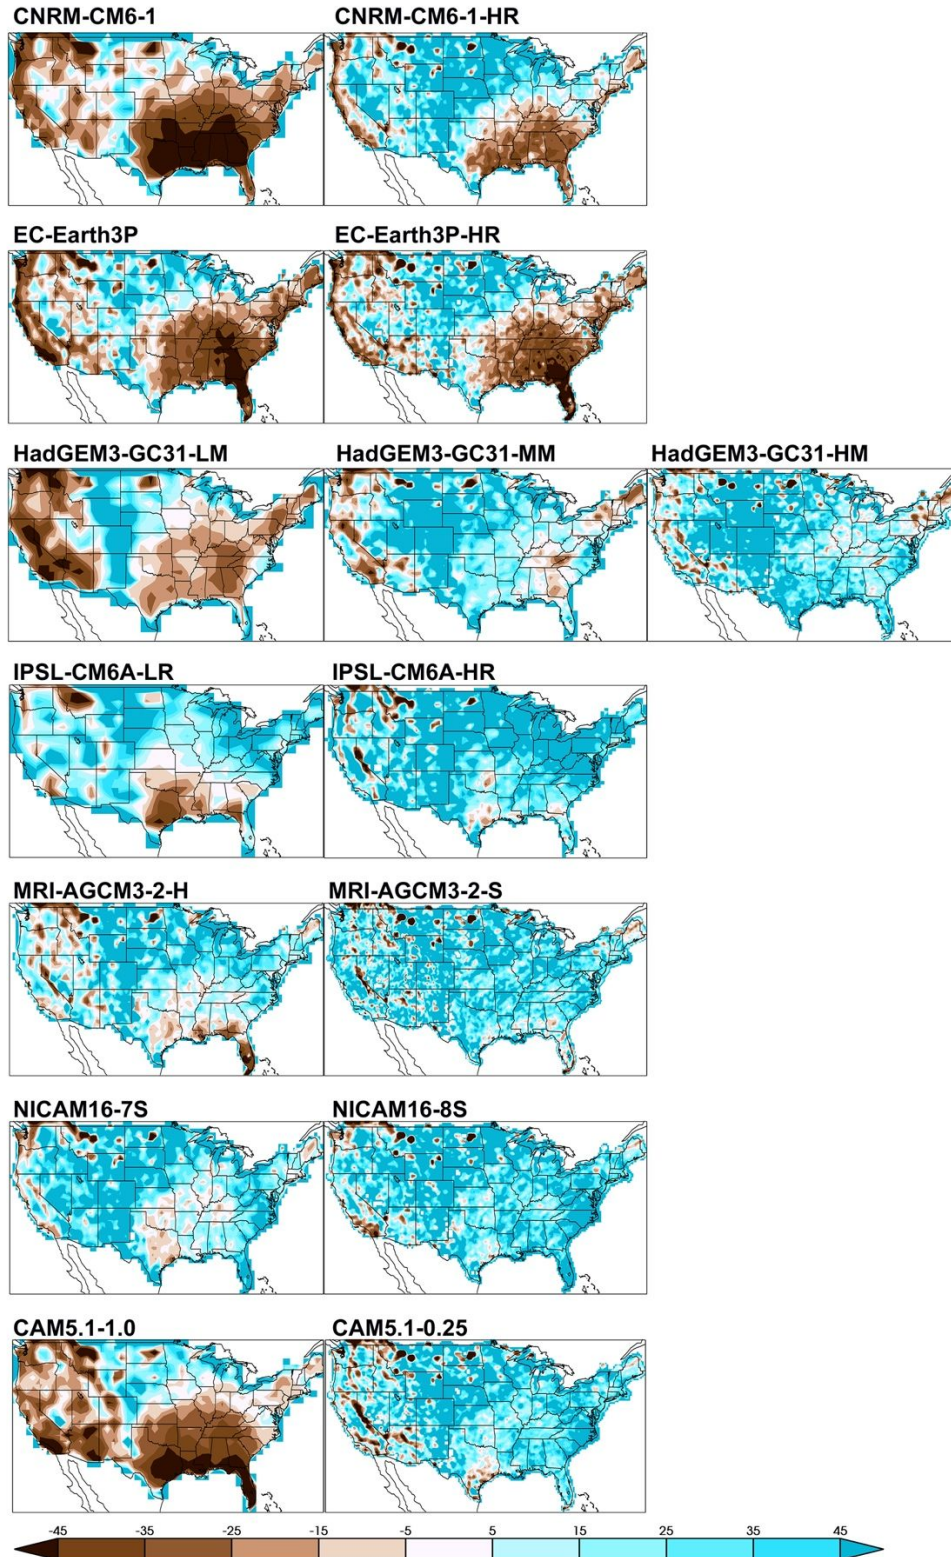 CNRM-CM6-1 CNRM-CM6-1-HR
EC-Earth3P EC-Earth3P-HR
HadGEM3-GC31-LM HadGEM3-GC31-MM HadGEM3-GC31-HM
IPSL-CM6A-LR IPSL-CM6A-HR
MRI-AGCM3-2-H MRI-AGCM3-2-S
NICAM16-7S NICAM16-8S
CAM5.1-1.0 CAM5.1-0.25
-45 -35 -25 -15 -5 5 15 25 35 45